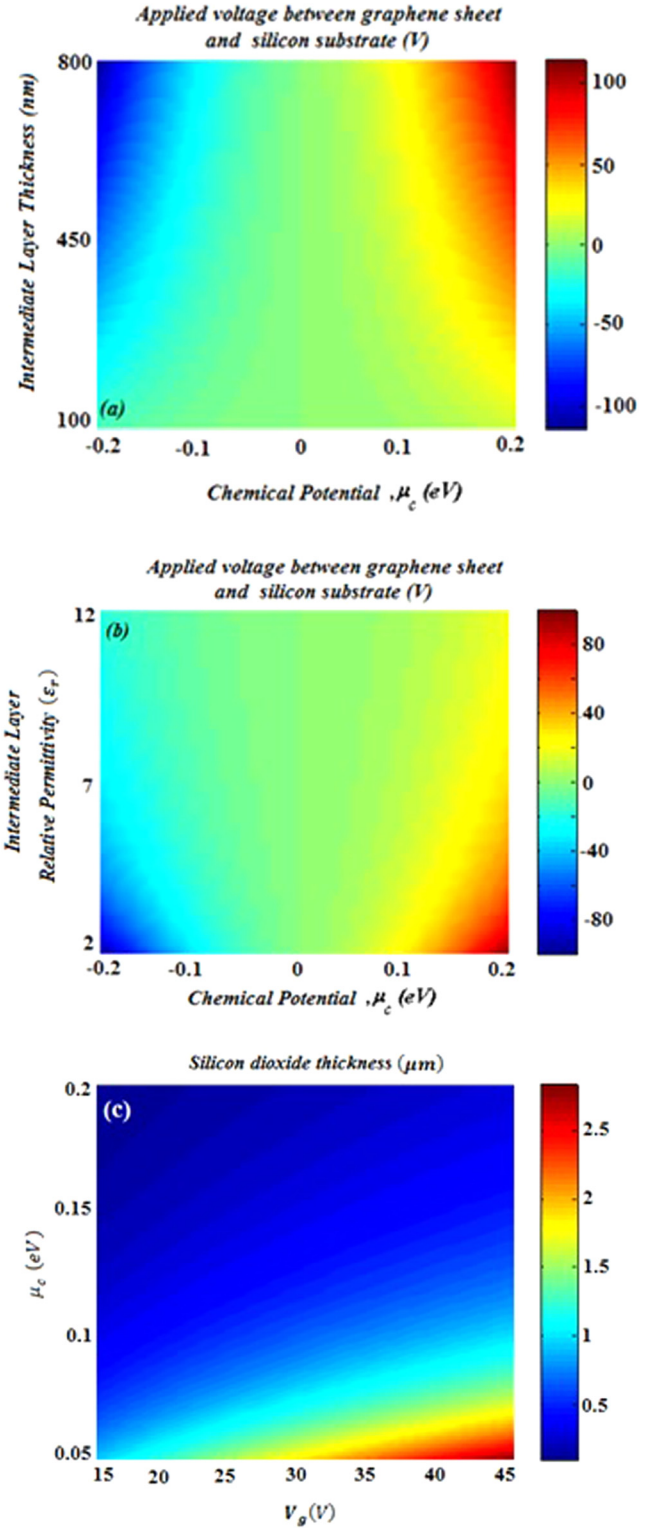 Applied voltage between graphene sheet
and silicon substrate (V)
Intermediate Layer Thickness (nm)
800
450
100
(a)
-0.2 -0.1 0 0.1 0.2
Chemical Potential ,μc (eV)
100
50
0
-50
-100
Applied voltage between graphene sheet
and silicon substrate (V)
Intermediate Layer
Relative Permittivity (εr)
12
7
2
(b)
-0.2 -0.1 0 0.1 0.2
Chemical Potential ,μc (eV)
80
40
0
-40
-80
Silicon dioxide thickness (μm)
μc (eV)
0.2
0.15
0.1
0.05
(c)
15 20 25 30 35 40 45
Vg(V)
2.5
2
1.5
1
0.5